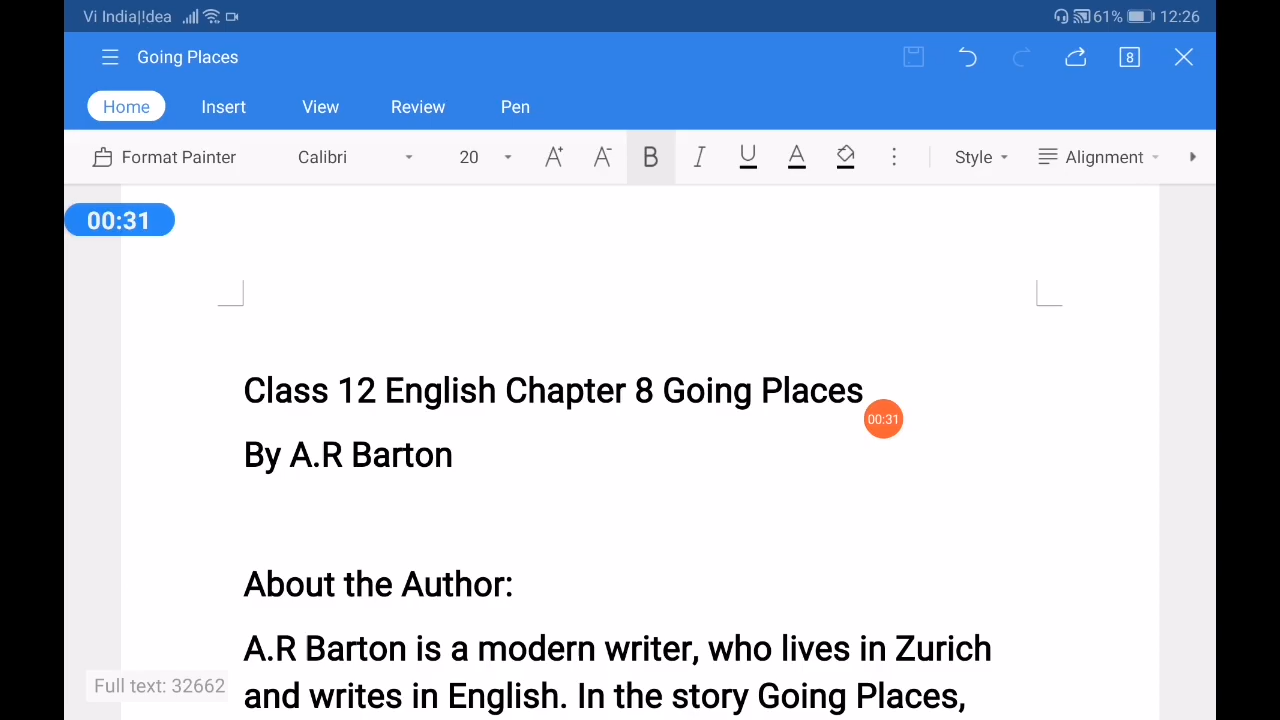 Vi India|!dea 61% 12:26
Going Places 8
Home Insert View Review Pen
Format Painter Calibri 20 A+ A- B I U A Style Alignment
00:31
Class 12 English Chapter 8 Going Places
00:31
By A.R Barton
About the Author:
A.R Barton is a modern writer, who lives in Zurich
Full text: 32662
and writes in English. In the story Going Places,